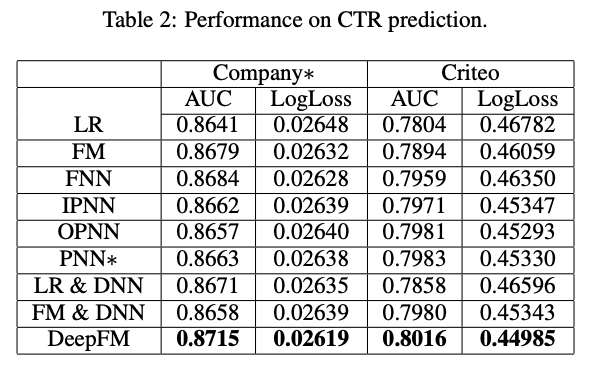 Table 2: Performance on CTR prediction.
Company∗ Criteo
AUC LogLoss AUC LogLoss
LR 0.8641 0.02648 0.7804 0.46782
FM 0.8679 0.02632 0.7894 0.46059
FNN 0.8684 0.02628 0.7959 0.46350
IPNN 0.8662 0.02639 0.7971 0.45347
OPNN 0.8657 0.02640 0.7981 0.45293
PNN∗ 0.8663 0.02638 0.7983 0.45330
LR & DNN 0.8671 0.02635 0.7858 0.46596
FM & DNN 0.8658 0.02639 0.7980 0.45343
DeepFM 0.8715 0.02619 0.8016 0.44985